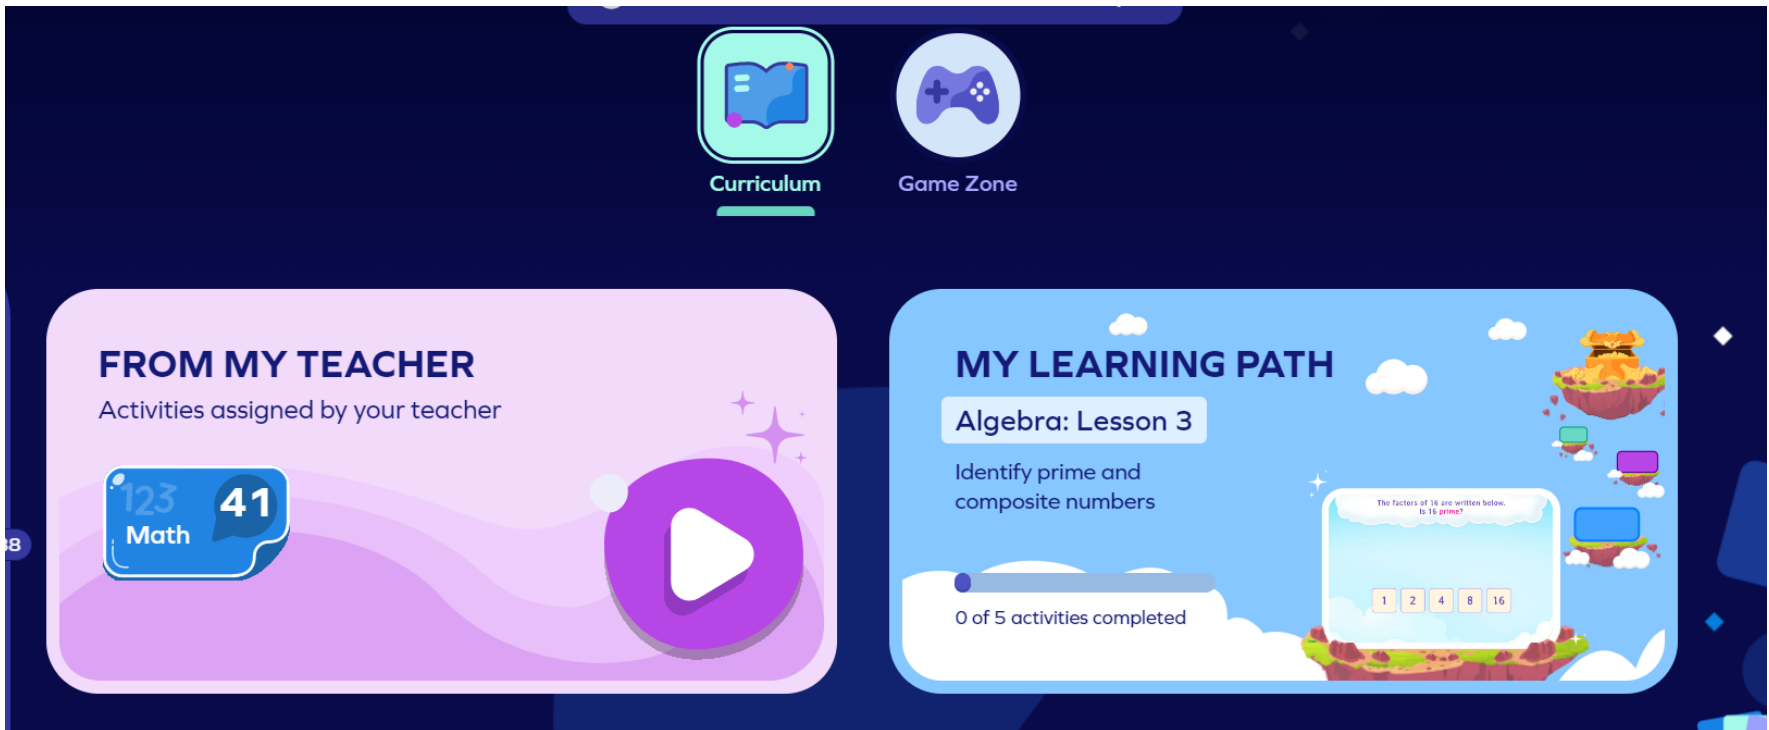 Curriculum
Game Zone
FROM MY TEACHER
Activities assigned by your teacher
123
41
Math
MY LEARNING PATH
Algebra: Lesson 3
Identify prime and
composite numbers
The factors of 16 are written below.
Is 16 prime?
1 2 4 8 16
0 of 5 activities completed